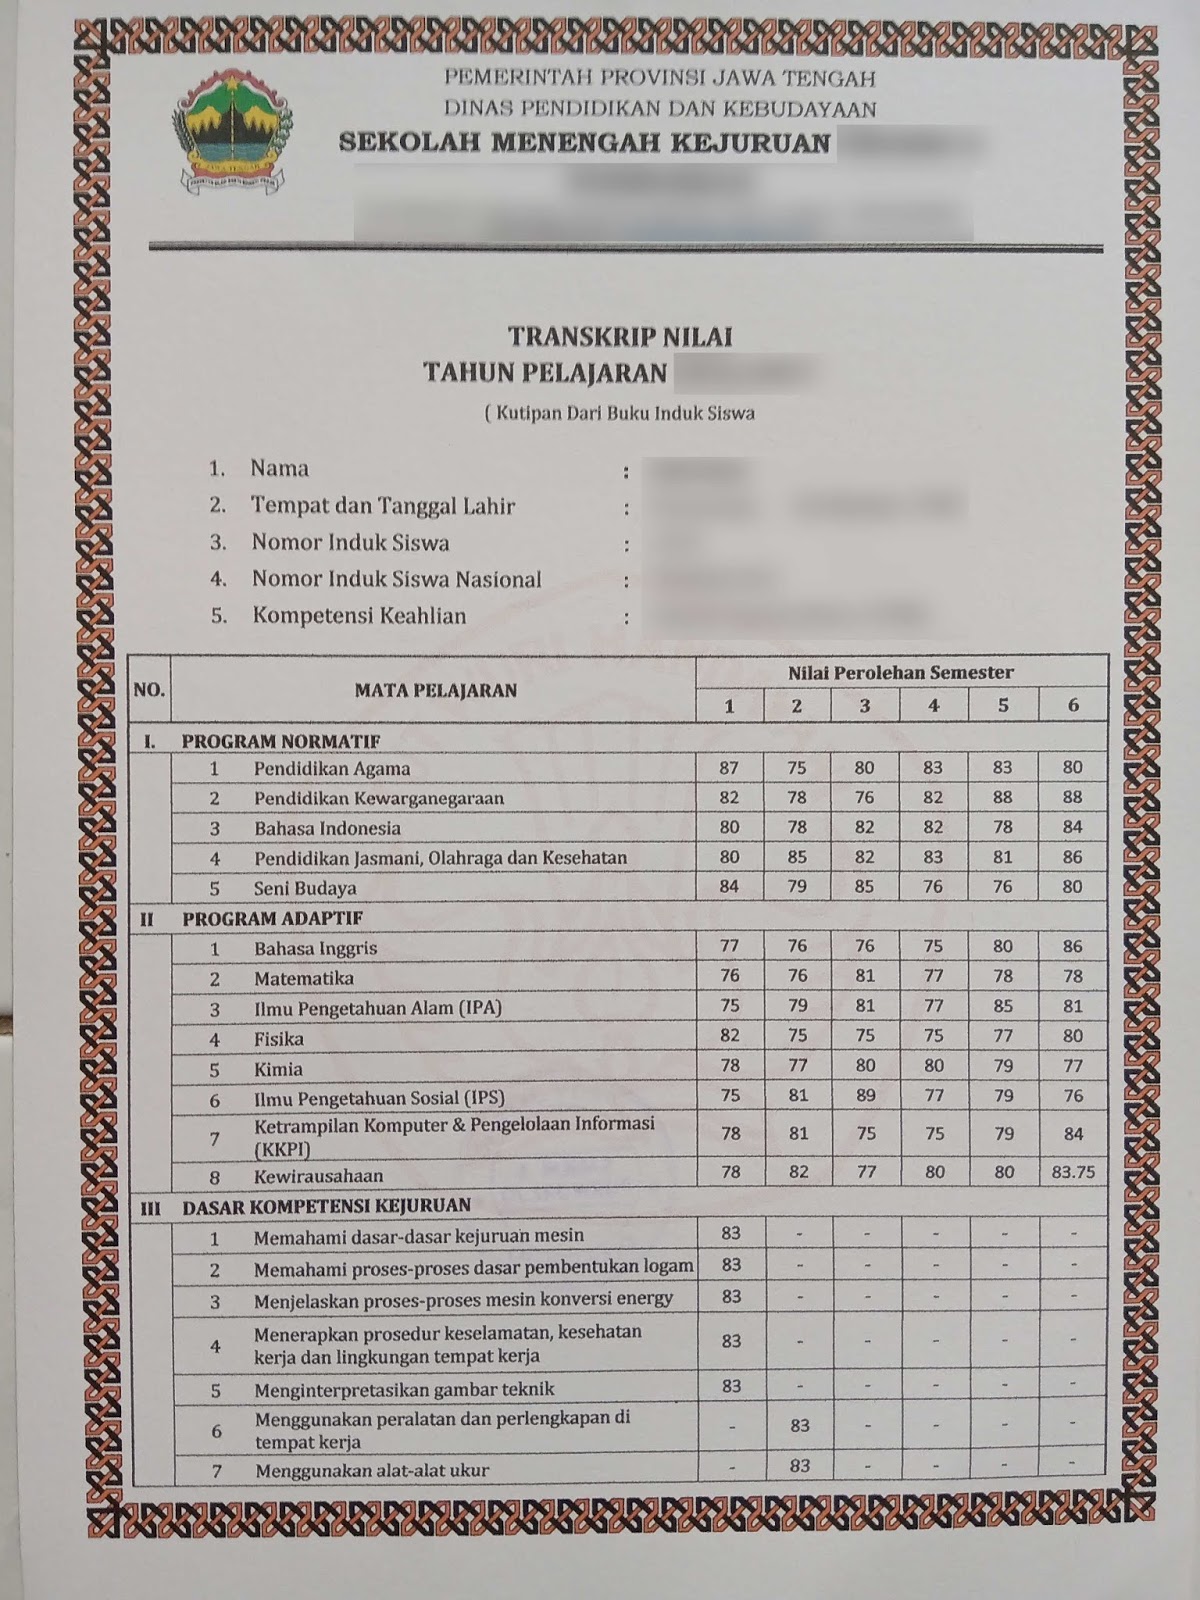 PEMERINTAH PROVINSI JAWA TENGAH
DINAS PENDIDIKAN DAN KEBUDAYAAN
SEKOLAH MENENGAH KEJURUAN
TRANSKRIP NILAI
TAHUN PELAJARAN
( Kutipan Dari Buku Induk Siswa
1. Nama :
2. Tempat dan Tanggal Lahir :
3. Nomor Induk Siswa :
4. Nomor Induk Siswa Nasional :
5. Kompetensi Keahlian :
NO. MATA PELAJARAN Nilai Perolehan Semester
1 2 3 4 5 6
I. PROGRAM NORMATIF
1 Pendidikan Agama 87 75 80 83 83 80
2 Pendidikan Kewarganegaraan 82 78 76 82 88 88
3 Bahasa Indonesia 80 78 82 82 78 84
4 Pendidikan Jasmani, Olahraga dan Kesehatan 80 85 82 83 81 86
5 Seni Budaya 84 79 85 76 76 80
II PROGRAM ADAPTIF
1 Bahasa Inggris 77 76 76 75 80 86
2 Matematika 76 76 81 77 78 78
3 Ilmu Pengetahuan Alam (IPA) 75 79 81 77 85 81
4 Fisika 82 75 75 75 77 80
5 Kimia 78 77 80 80 79 77
6 Ilmu Pengetahuan Sosial (IPS) 75 81 89 77 79 76
7 Ketrampilan Komputer & Pengelolaan Informasi
(KKPI) 78 81 75 75 79 84
8 Kewirausahaan 78 82 77 80 80 83.75
III DASAR KOMPETENSI KEJURUAN
1 Memahami dasar-dasar kejuruan mesin 83 - - - - -
2 Memahami proses-proses dasar pembentukan logam 83 - - - - -
3 Menjelaskan proses-proses mesin konversi energy 83 - - - - -
4 Menerapkan prosedur keselamatan, kesehatan
kerja dan lingkungan tempat kerja 83 - - - - -
5 Menginterpretasikan gambar teknik 83 - - - - -
6 Menggunakan peralatan dan perlengkapan di
tempat kerja - 83 - - - -
7 Menggunakan alat-alat ukur - 83 - - - -